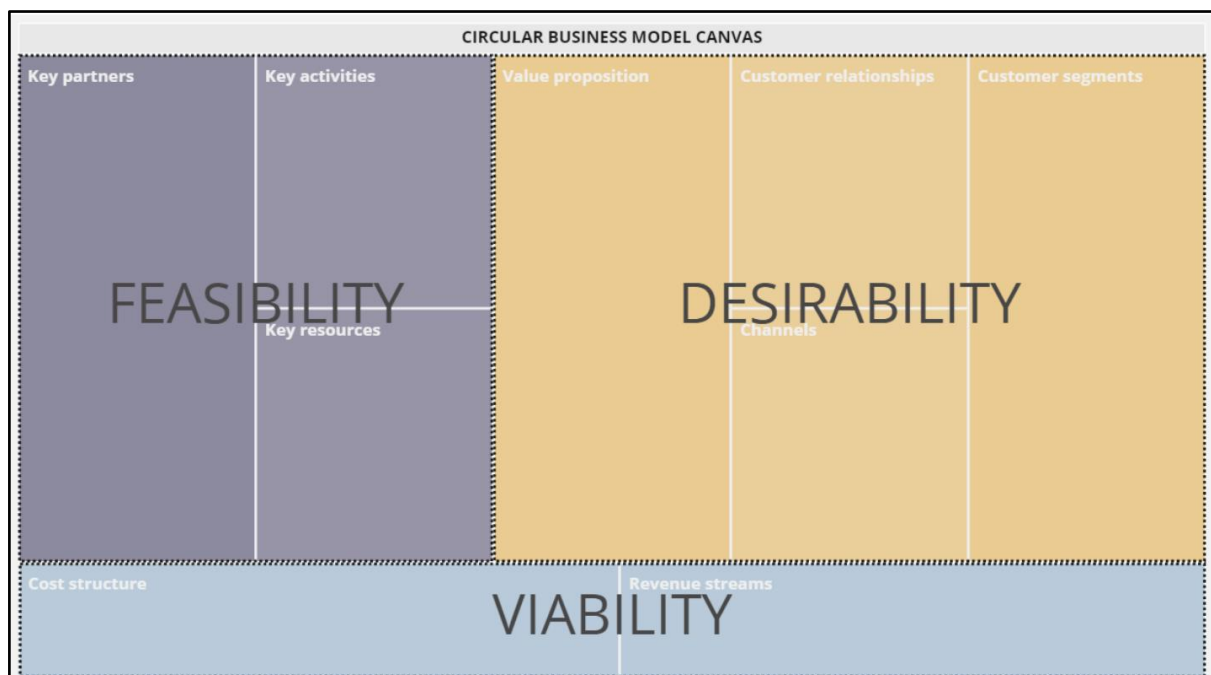 CIRCULAR BUSINESS MODEL CANVAS
Key partners
Key activities
Value proposition
Customer relationships
Customer segments
FEASIBILITY
DESIRABILITY
Key resources
Channels
Cost structure
Revenue streams
VIABILITY